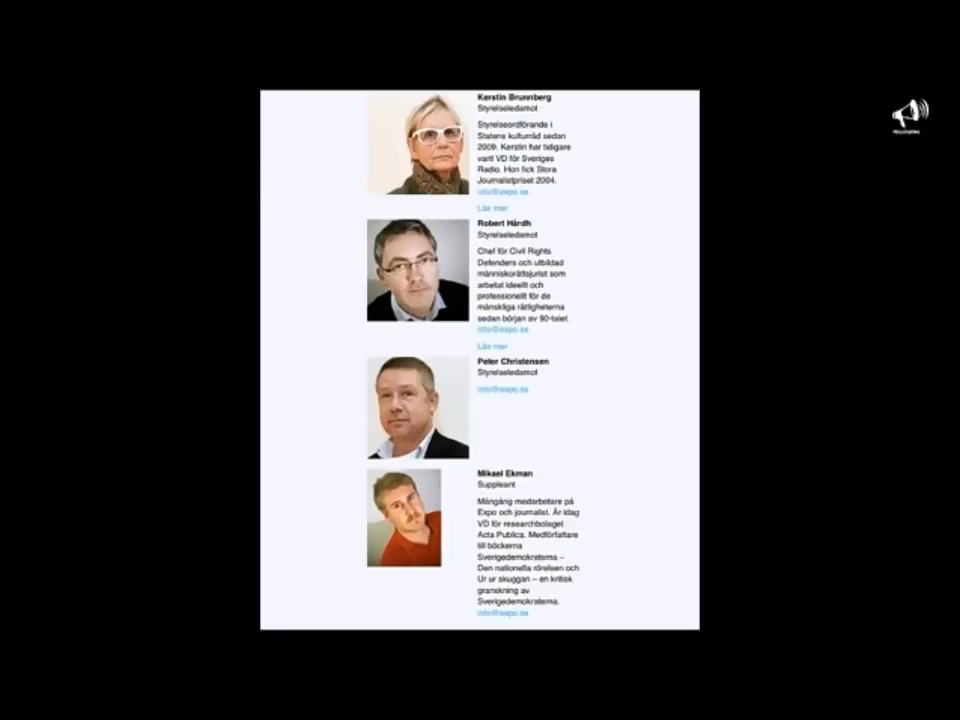 Kerstin Brunnberg
Styrelseledamot
Styrelseordförande i
Statens kulturråd sedan
2009. Kerstin har tidigare
varit VD för Sveriges
Radio. Hon fick Stora
Journalistpriset 2004.
info@expo.se
Läs mer
Robert Hårdh
Styrelseledamot
Chef för Civil Rights
Defenders och utbildad
människorättsjurist som
arbetat ideellt och
professionellt för de
mänskliga rättigheterna
sedan början av 90-talet.
info@expo.se
Läs mer
Peter Christensen
Styrelseledamot
info@expo.se
Mikael Ekman
Suppleant
Mångårig medarbetare på
Expo och journalist. Är idag
VD för researchbolaget
Acta Publica. Medförfattare
till böckerna
Sverigedemokraterna –
Den nationella rörelsen och
Ur ur skuggan – en kritisk
granskning av
Sverigedemokraterna.
info@expo.se